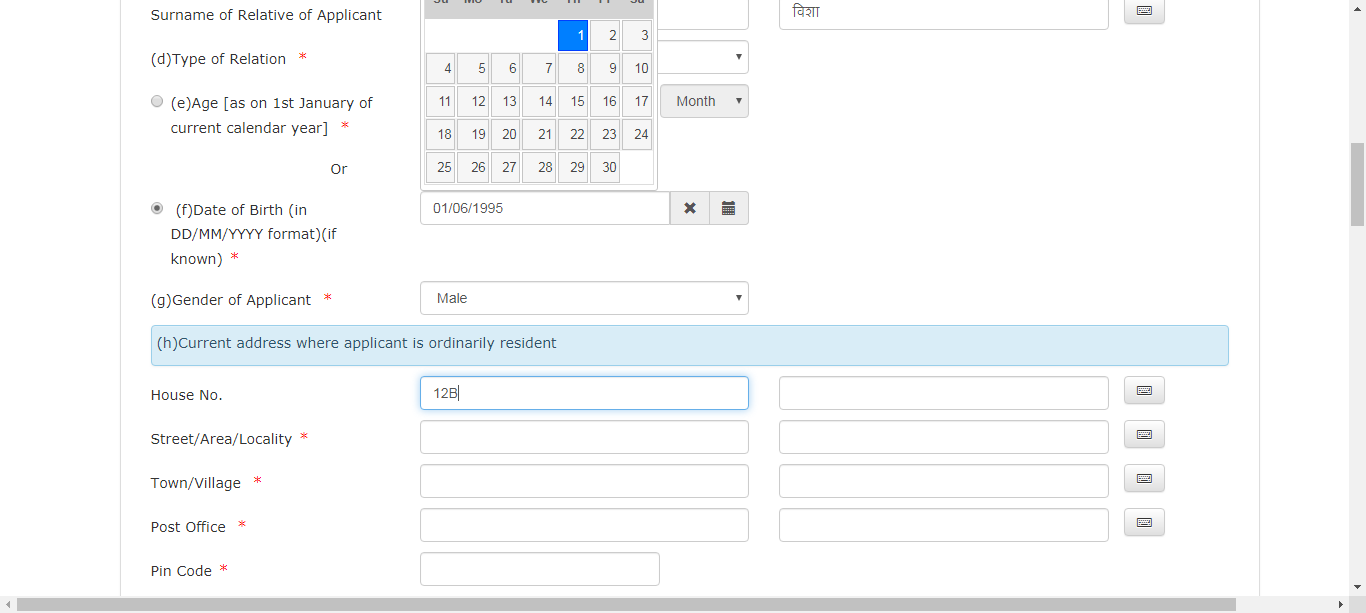 Su Mo Tu We Th Fr Sa
Surname of Relative of Applicant
विशा
1 2 3
(d)Type of Relation *
4 5 6 7 8 9 10
(e)Age [as on 1st January of
current calendar year] *
11 12 13 14 15 16 17
Month
18 19 20 21 22 23 24
Or
25 26 27 28 29 30
(f)Date of Birth (in
DD/MM/YYYY format)(if
known) *
01/06/1995
(g)Gender of Applicant *
Male
(h)Current address where applicant is ordinarily resident
House No.
12B
Street/Area/Locality *
Town/Village *
Post Office *
Pin Code *